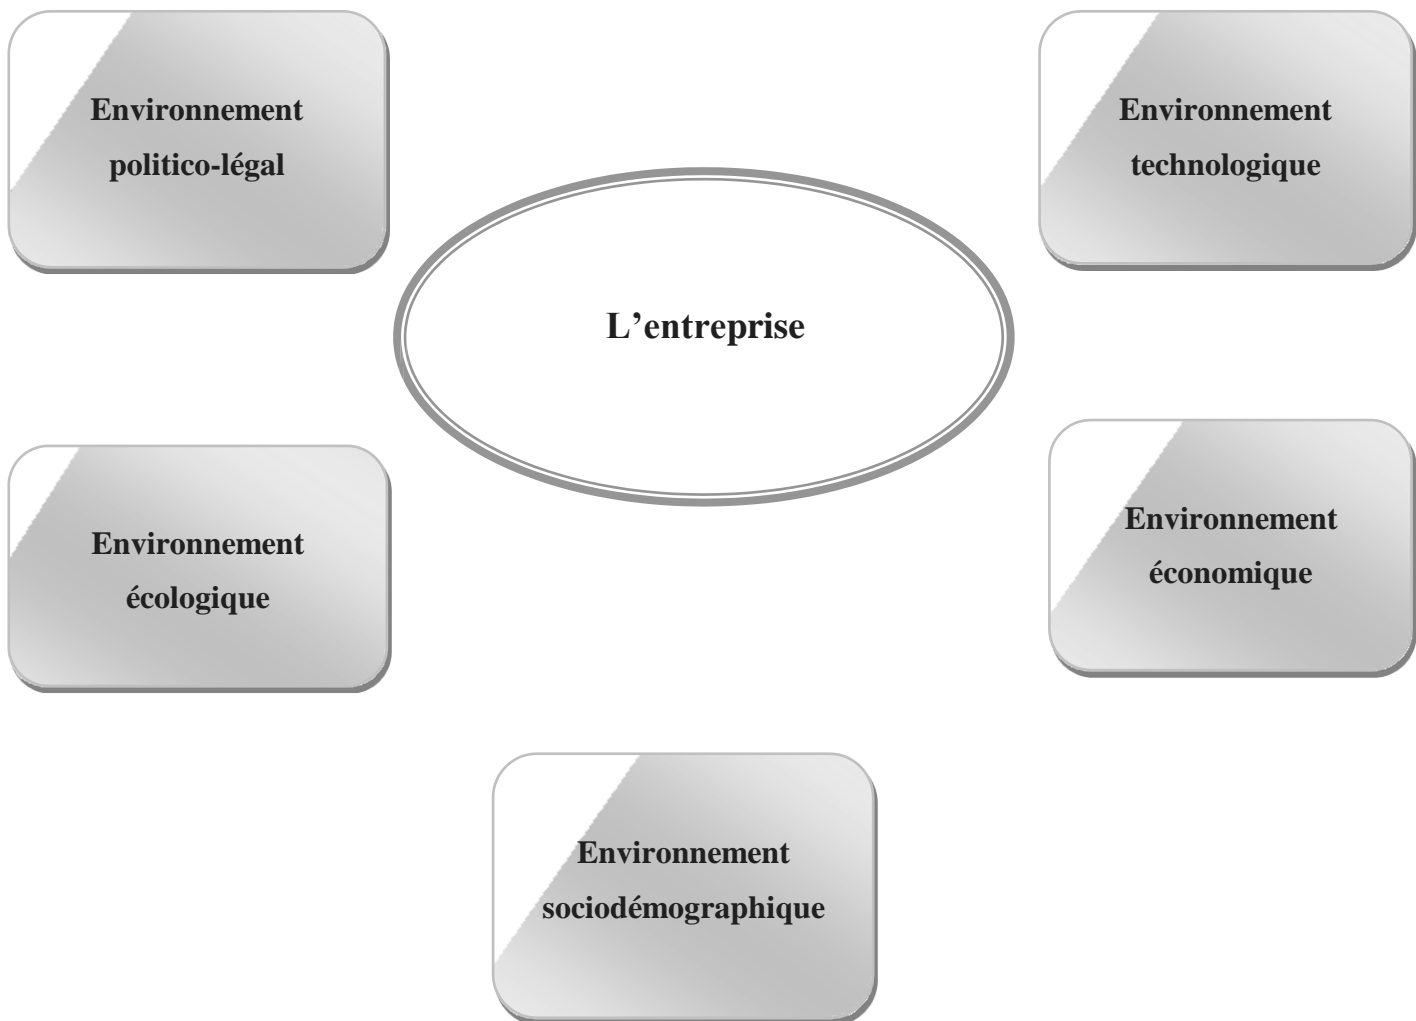 Environnement
politico-légal
Environnement
technologique
L’entreprise
Environnement
écologique
Environnement
économique
Environnement
sociodémographique